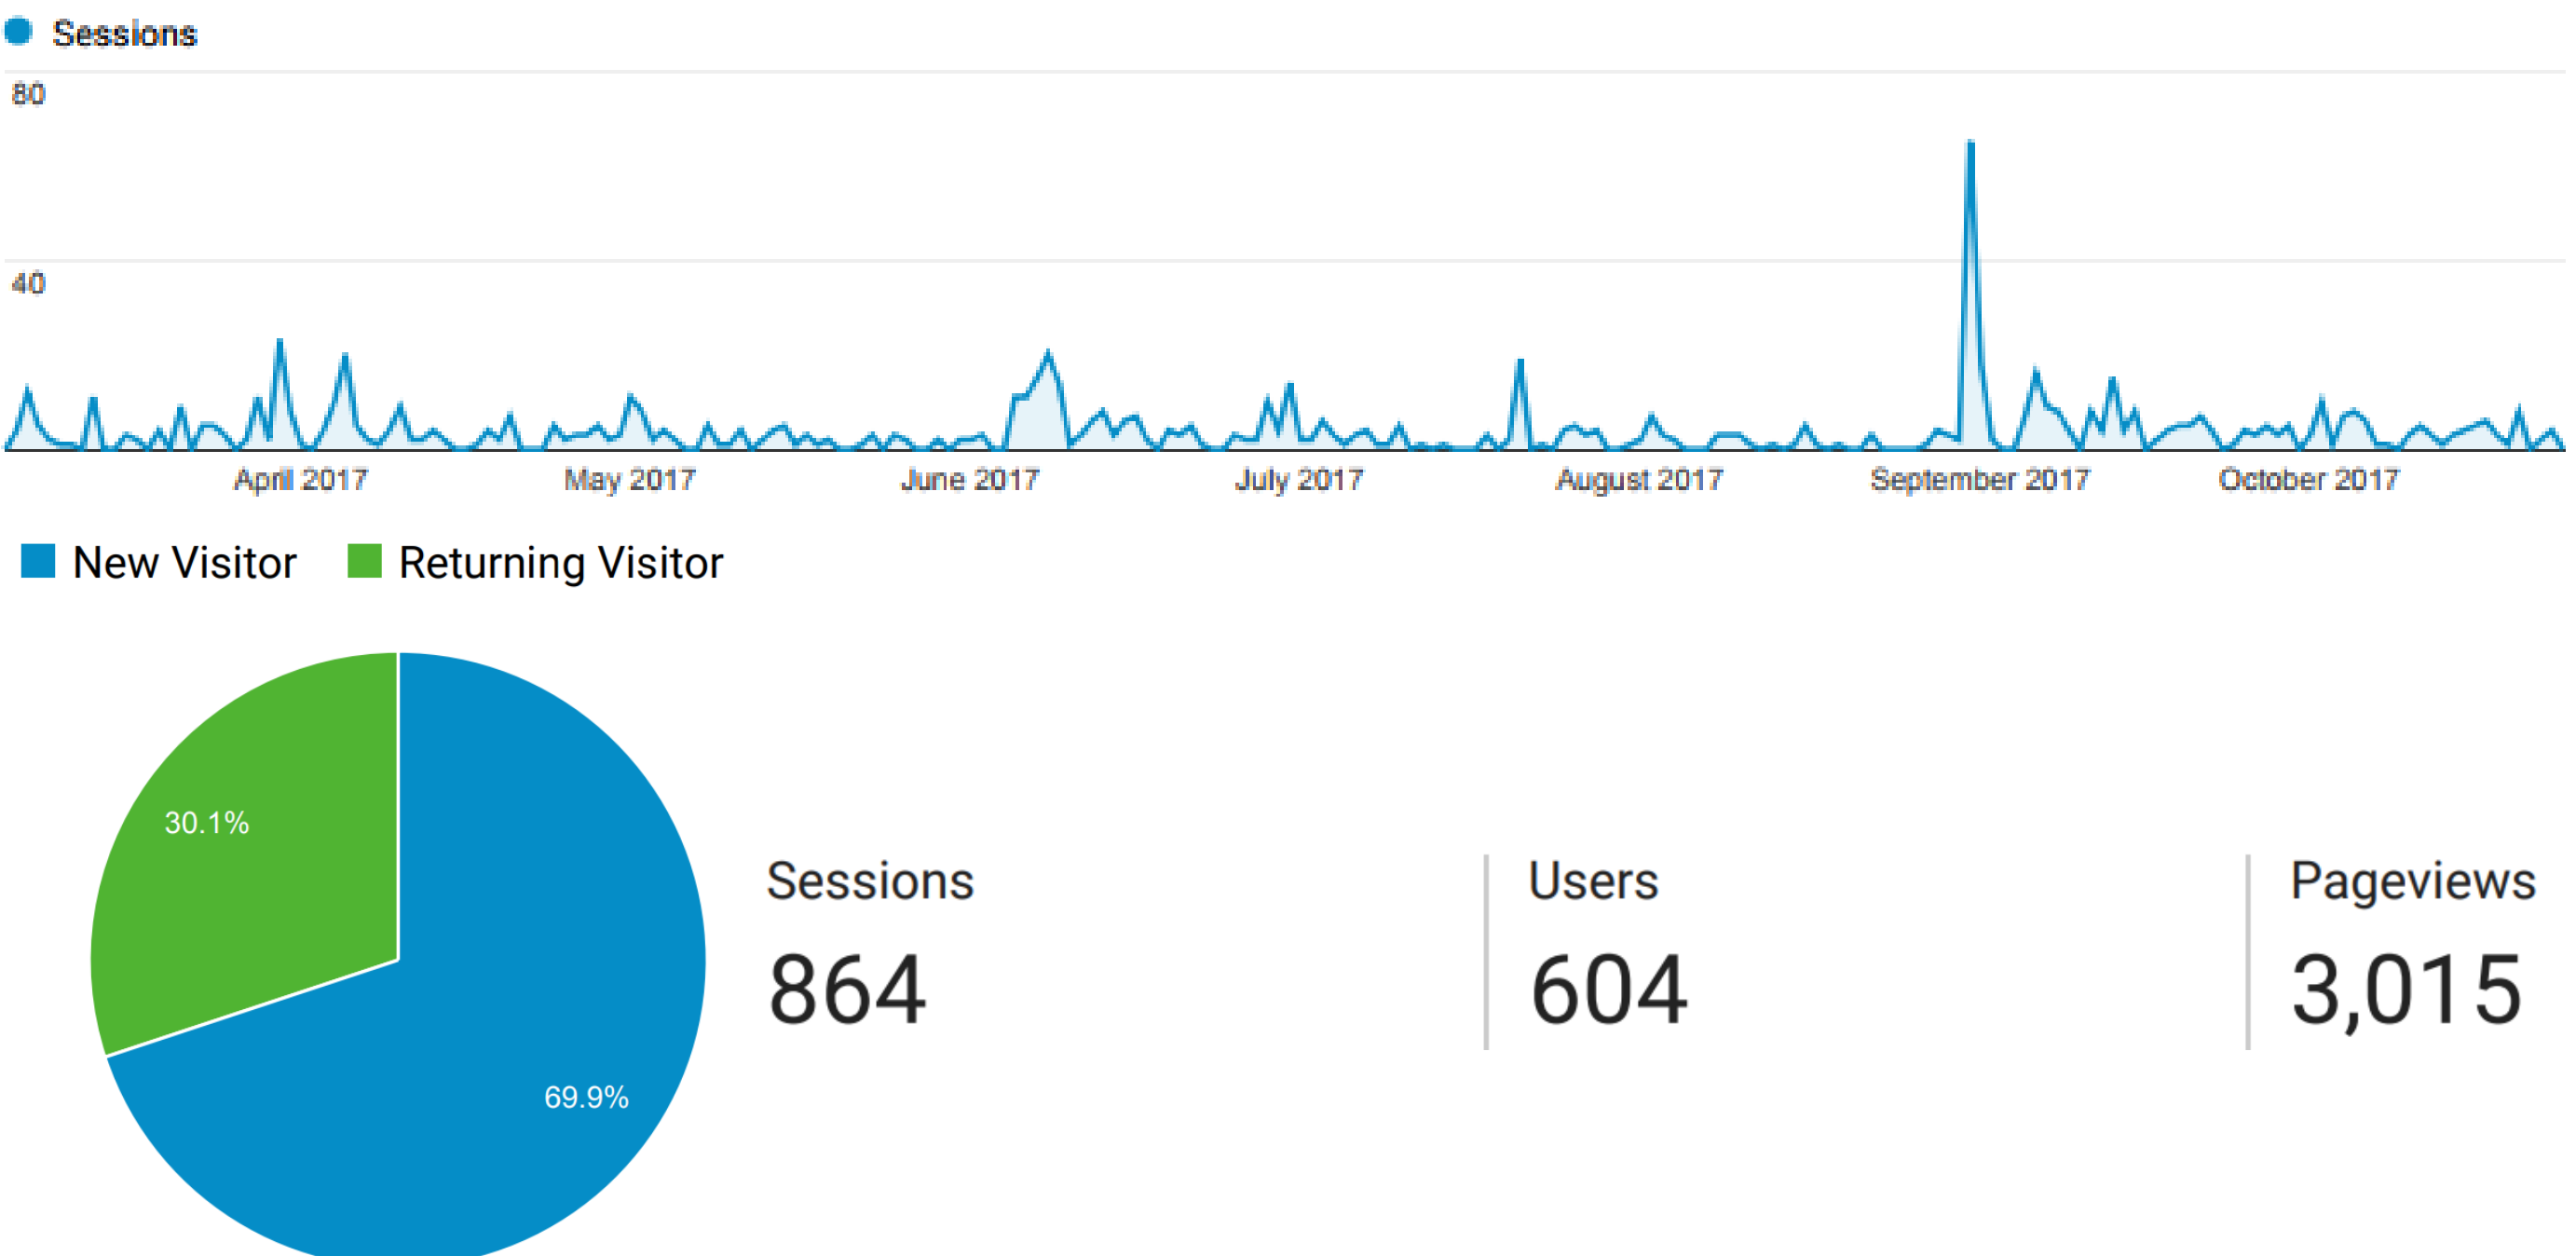 Sessions
80
40
April 2017 May 2017 June 2017 July 2017 August 2017 September 2017 October 2017
New Visitor Returning Visitor
30.1%
69.9%
Sessions
864
Users
604
Pageviews
3,015